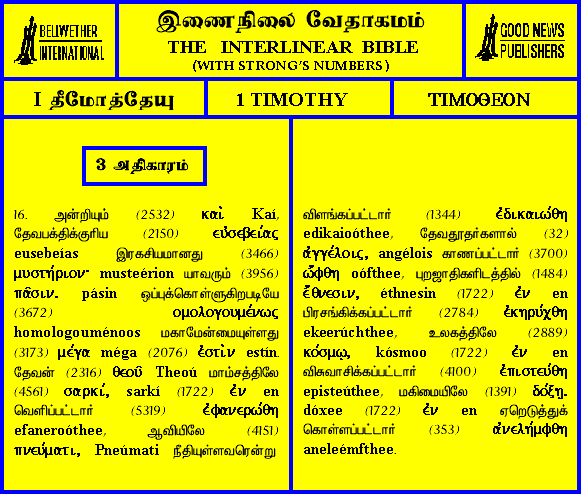 BELLWETHER
INTERNATIONAL
இணைநிலை வேதாகமம்
THE INTERLINEAR BIBLE
(WITH STRONG'S NUMBERS)
GOOD NEWS
PUBLISHERS
I தீமோத்தேயு
1 TIMOTHY
ΤΙΜΟΘΕΟΝ
3 அதிகாரம்
16. அன்றியும் (2532) καὶ Kaí,
தேவபக்திக்குரிய (2150) εὐσεβείας
eusebeías இரகசியமானது (3466)
μυστήριον· musteérion யாவரும் (3956)
πᾶσιν. pásin ஒப்புக்கொள்ளுகிறபடியே
(3672) ομολογουμένως
homologouménoos மகாமேன்மையுள்ளது
(3173) μέγα méga (2076) ἐστὶν estín.
தேவன் (2316) θεοῦ Theoú மாம்சத்திலே
(4561) σαρκί, sarkí (1722) ἐν en
வெளிப்பட்டார் (5319) ἐφανερώθη
efaneroóthee, ஆவியிலே (4151)
πνεύματι, Pneúmati நீதியுள்ளவரென்று
விளங்கப்பட்டார் (1344) ἐδικαιώθη
edikaioóthee, தேவதூதர்களால் (32)
ἀγγέλοις, angélois காணப்பட்டார் (3700)
ὤφθη oófthee, புறஜாதிகளிடத்தில் (1484)
ἔθνεσιν, éthnesin (1722) ἐν en
பிரசங்கிக்கப்பட்டார் (2784) ἐκηρύχθη
ekeerúchthee, உலகத்திலே (2889)
κόσμῳ, kósmoo (1722) ἐν en
விசுவாசிக்கப்பட்டார் (4100) ἐπιστεύθη
episteúthee, மகிமையிலே (1391) δόξῃ.
dóxee (1722) ἐν en ஏறெடுத்துக்
கொள்ளப்பட்டார் (353) ἀνελήμφθη
aneleémfthee.